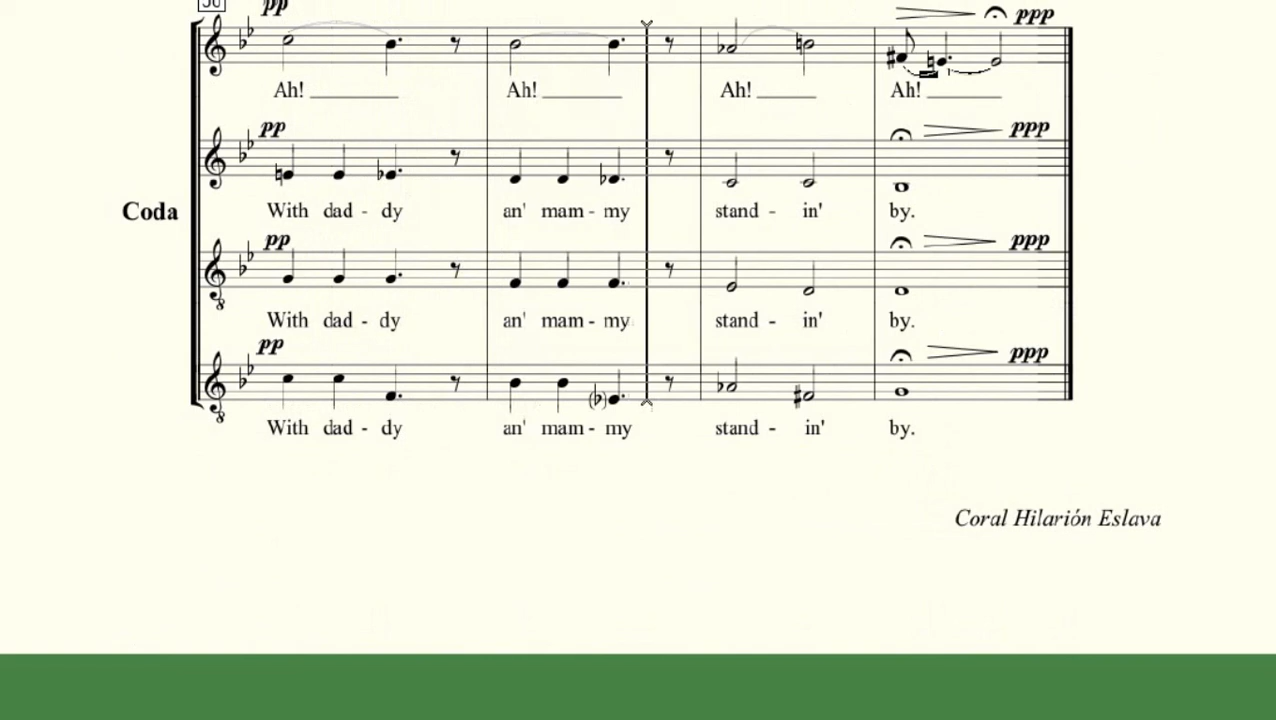 pp
ppp
Ah! Ah! Ah! Ah!
pp
ppp
Coda
With dad - dy an' mam - my stand - in' by.
pp
ppp
With dad - dy an' mam - my stand - in' by.
pp
ppp
With dad - dy an' mam - my stand - in' by.
Coral Hilarión Eslava